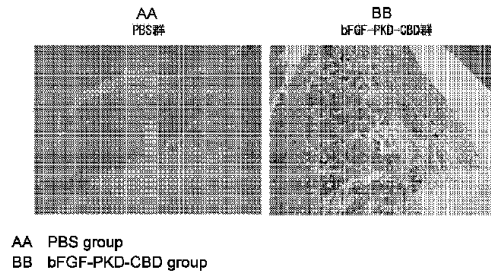 AA
PBS群
BB
bFGF-PKD-CBD群
AA PBS group
BB bFGF-PKD-CBD group